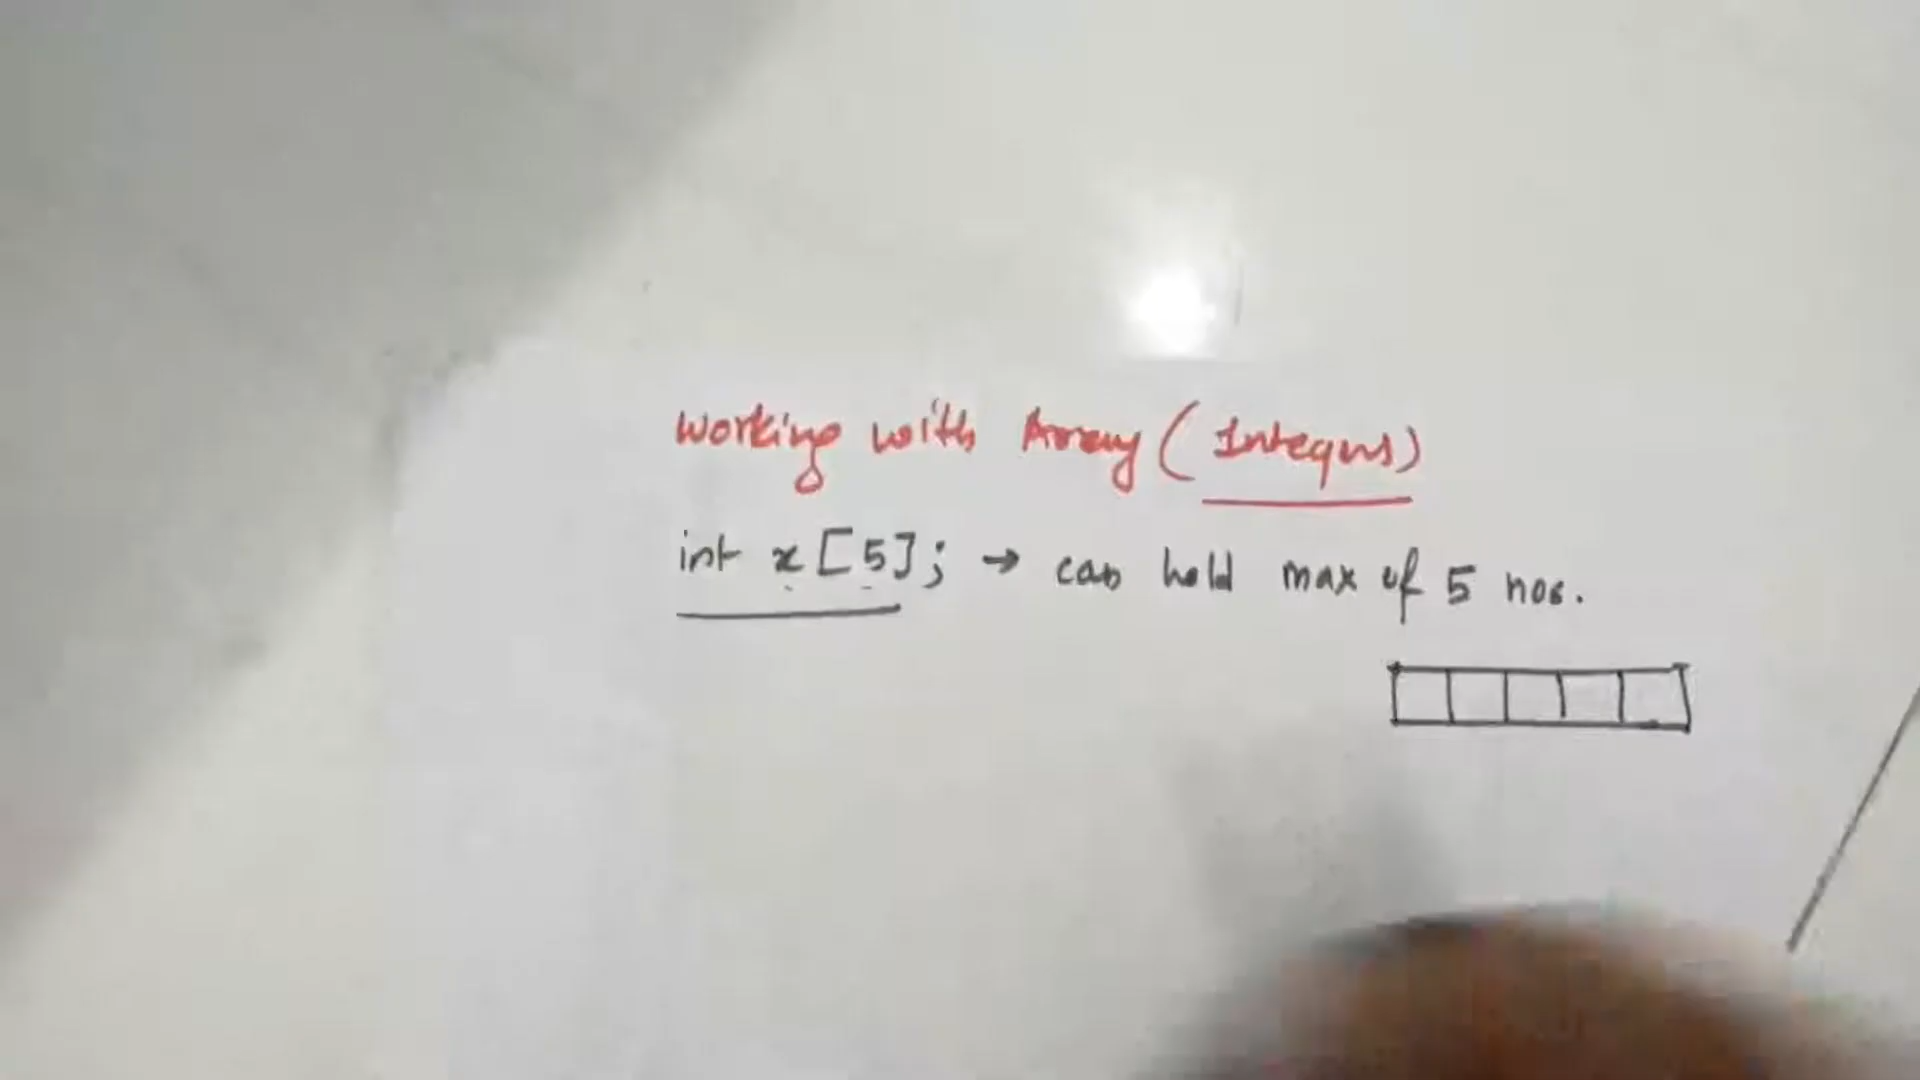 Working with Array (Integers)
int x[5]; → can hold max of 5 nos.